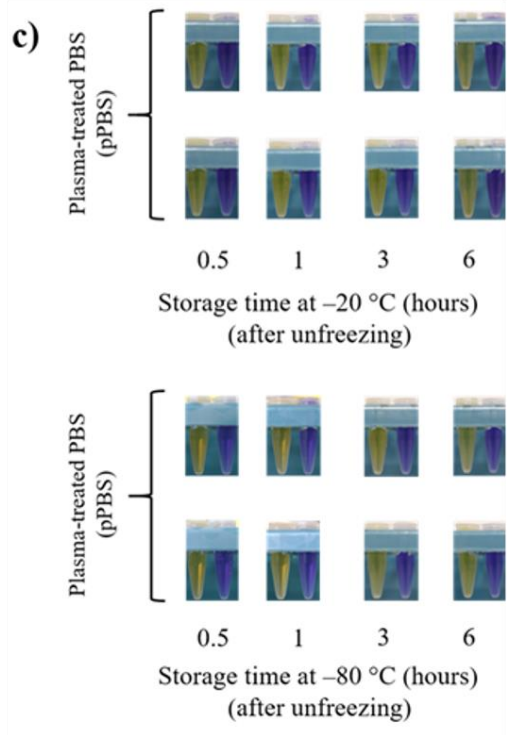 c)
Plasma-treated PBS
(pPBS)
0.5 1 3 6
Storage time at –20 °C (hours)
(after unfreezing)
Plasma-treated PBS
(pPBS)
0.5 1 3 6
Storage time at –80 °C (hours)
(after unfreezing)